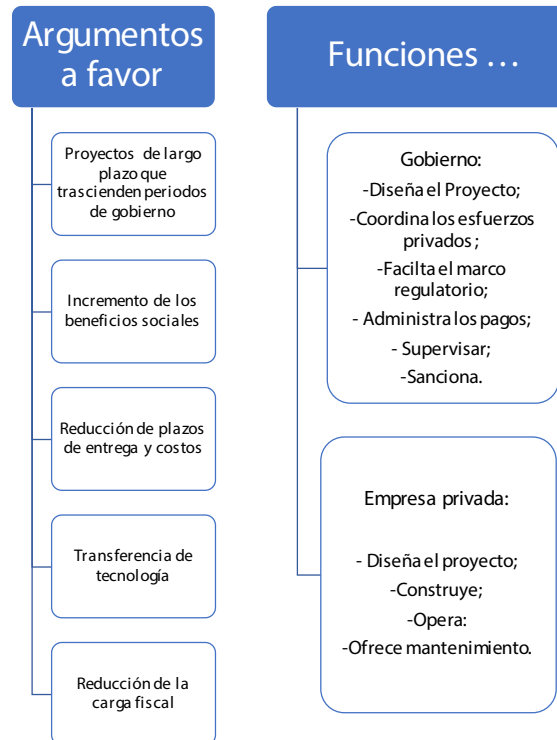 Argumentos
a favor
Proyectos de largo
plazo que
trascienden periodos
de gobierno
Incremento de los
beneficios sociales
Reducción de plazos
de entrega y costos
Transferencia de
tecnología
Reducción de la
carga fiscal
Funciones …
Gobierno:
-Diseña el Proyecto;
-Coordina los esfuerzos
privados ;
-Facilta el marco
regulatorio;
- Administra los pagos;
- Supervisar;
-Sanciona.
Empresa privada:
- Diseña el proyecto;
-Construye;
-Opera:
-Ofrece mantenimiento.